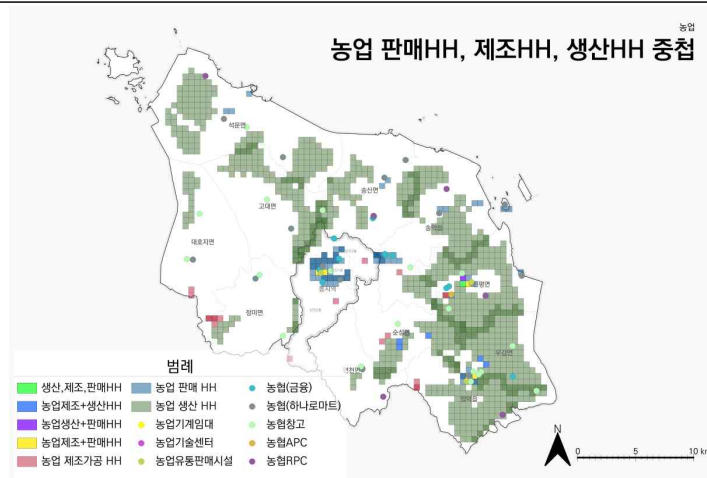 농업
농업 판매HH, 제조HH, 생산HH 중첩
석문면
송산면
고대면
송악읍
대호지면
신평면
정미면
순성면
우강면
면천면
합덕읍
범례
생산,제조,판매HH
농업 판매 HH
농협(금융)
농업제조+생산HH
농업 생산 HH
농협(하나로마트)
농업생산+판매HH
농업기계임대
농협창고
농업제조+판매HH
농업기술센터
농협APC
농업 제조가공 HH
농업유통판매시설
농협RPC
N
0 5 10 km